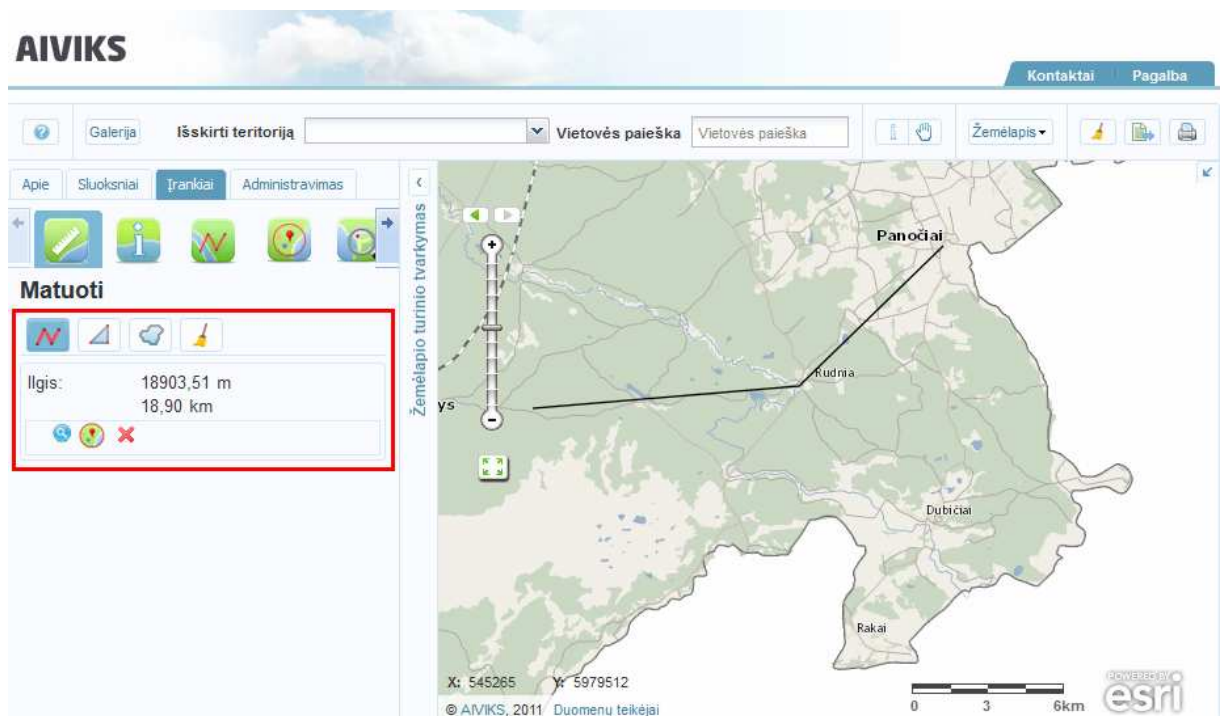 AIVIKS
Kontaktai Pagalba
Galerija Išskirti teritoriją Vietovės paieška Vietovės paieška Žemėlapis
Apie Sluoksniai Įrankiai Administravimas
Matuoti
Ilgis: 18903,51 m
18,90 km
Žemėlapio turinio tvarkymas
Panočiai
Rudnia
ys
Dubičiai
Rakai
X: 545265 Y: 5979512
© AIVIKS, 2011 Duomenų teikėjai
0 3 6km
POWERED BY
esri